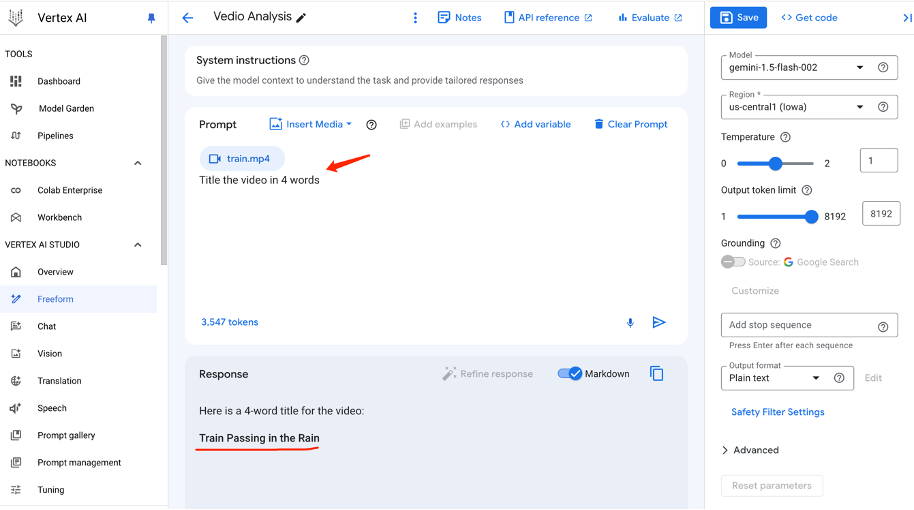 Vertex AI
TOOLS
Dashboard
Model Garden
Pipelines
NOTEBOOKS
Colab Enterprise
Workbench
VERTEX AI STUDIO
Overview
Freeform
Chat
Vision
Translation
Speech
Prompt gallery
Prompt management
Tuning
Vedio Analysis
Notes
API reference
Evaluate
System instructions
Give the model context to understand the task and provide tailored responses
Prompt
Insert Media
Add examples
Add variable
Clear Prompt
train.mp4
Title the video in 4 words
3,547 tokens
Response
Refine response
Markdown
Here is a 4-word title for the video:
Train Passing in the Rain
Save
Get code
Model
gemini-1.5-flash-002
Region *
us-central1 (Iowa)
Temperature
0 2 1
Output token limit
1 8192 8192
Grounding
Source: Google Search
Customize
Add stop sequence
Press Enter after each sequence
Output format
Plain text
Edit
Safety Filter Settings
Advanced
Reset parameters